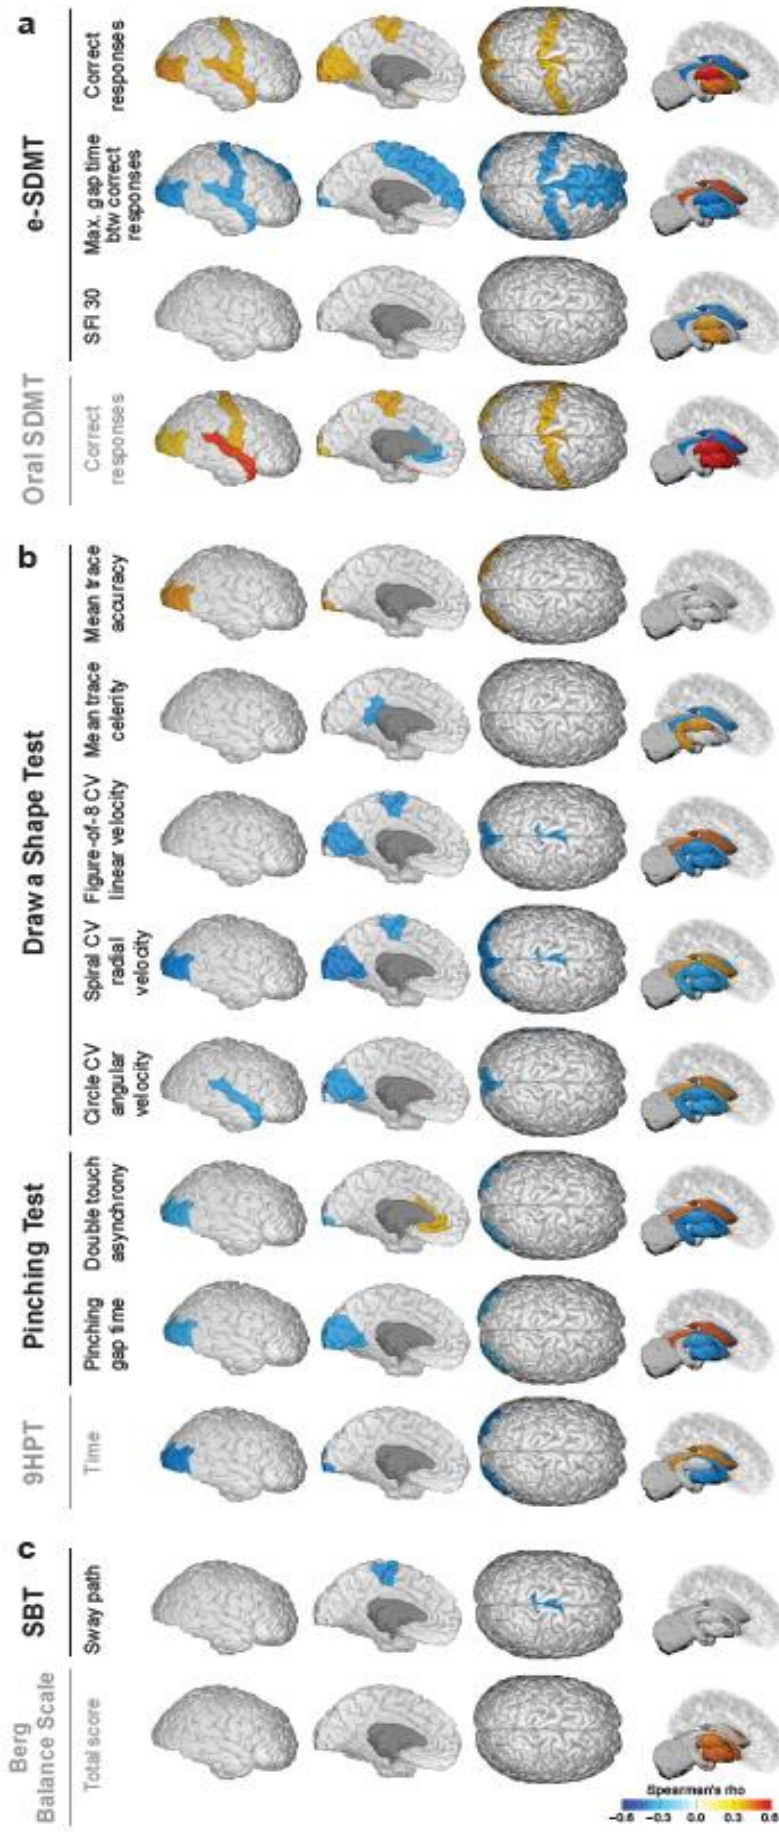 a
e-SDMT
Correct
responses
Max. gap time
btw correct
responses
SFI 30
Oral SDMT
Correct
responses
b
Draw a Shape Test
Mean trace
accuracy
Mean trace
celerity
Figure-of-8 CV
linear velocity
Spiral CV
radial
velocity
Circle CV
angular
velocity
Pinching Test
Double touch
asynchrony
Pinching
gap time
9HPT
Time
c
SBT
Sway path
Berg
Balance Scale
Total score
Spearman's rho
-0.6 -0.3 0.0 0.3 0.6